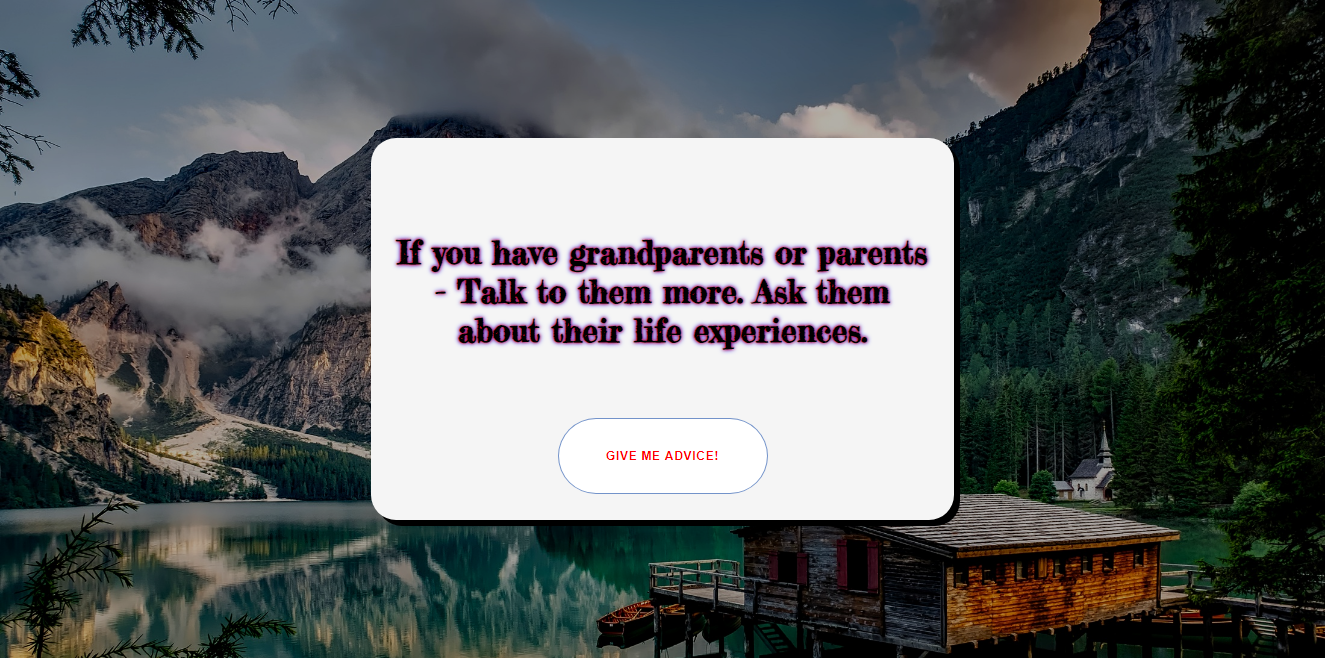 If you have grandparents or parents
- Talk to them more. Ask them
about their life experiences.
GIVE ME ADVICE!